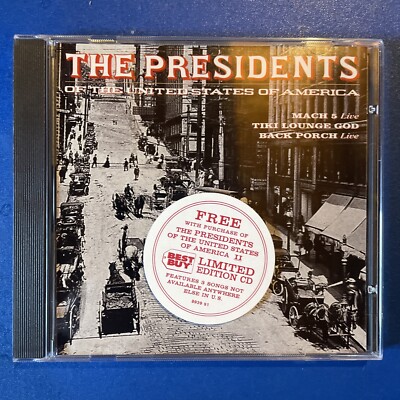 THE PRESIDENTS
OF THE UNITED STATES OF AMERICA
MACH 5 Live
TIKI LOUNGE GOD
BACK PORCH Live
FREE
WITH PURCHASE OF
THE PRESIDENTS
OF THE UNITED STATES
OF AMERICA II
BEST BUY
LIMITED
EDITION CD
FEATURES 3 SONGS NOT
AVAILABLE ANYWHERE
ELSE IN U.S.